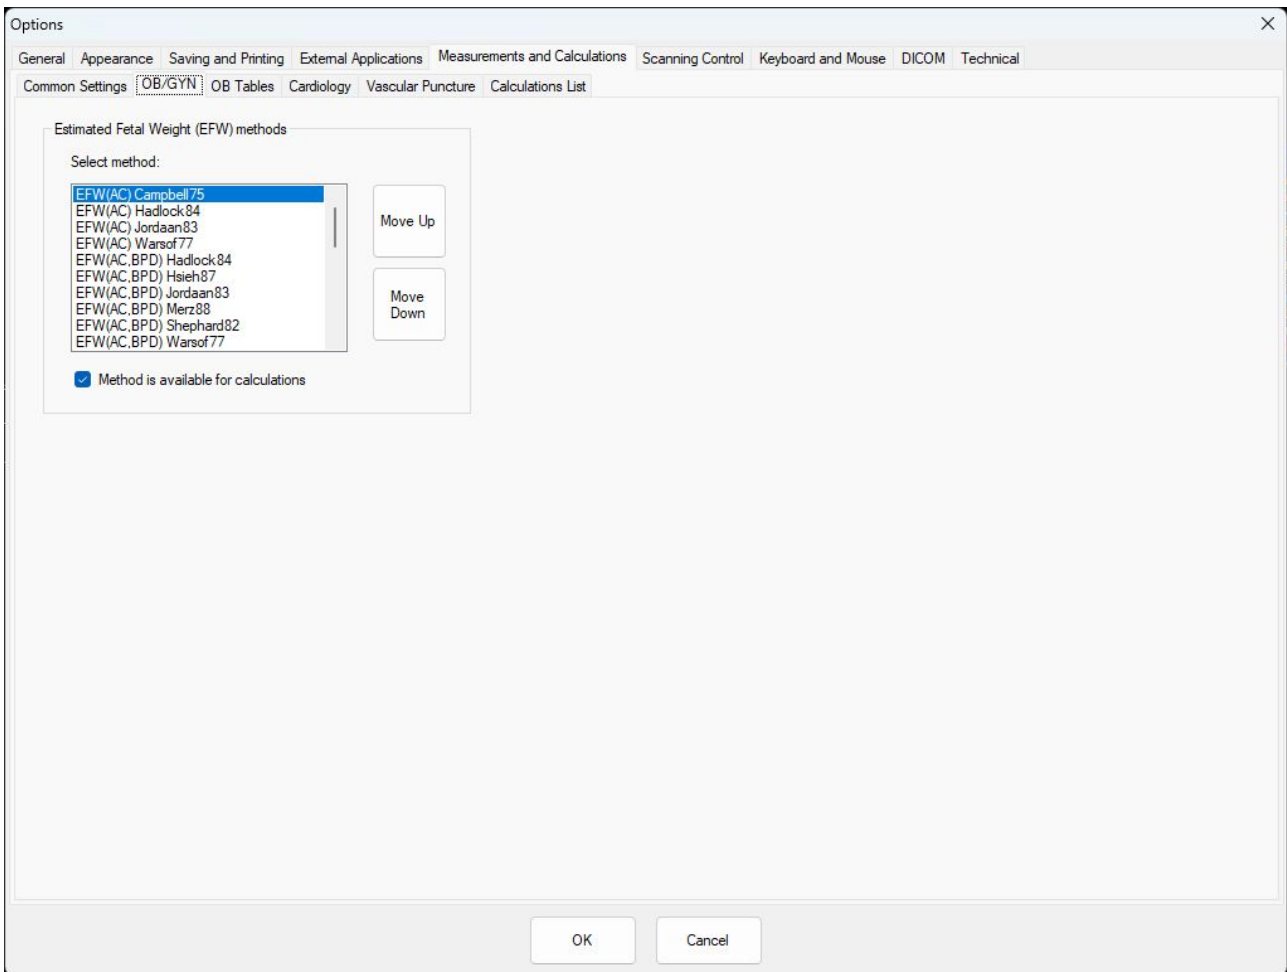 Options
General Appearance Saving and Printing External Applications Measurements and Calculations Scanning Control Keyboard and Mouse DICOM Technical
Common Settings OB/GYN OB Tables Cardiology Vascular Puncture Calculations List
Estimated Fetal Weight (EFW) methods
Select method:
EFW(AC) Campbell75
EFW(AC) Hadlock84
EFW(AC) Jordaan83
EFW(AC) Warsof77
EFW(AC,BPD) Hadlock84
EFW(AC,BPD) Hsieh87
EFW(AC,BPD) Jordaan83
EFW(AC,BPD) Merz88
EFW(AC,BPD) Shephard82
EFW(AC,BPD) Warsof77
Move Up
Move
Down
Method is available for calculations
OK Cancel